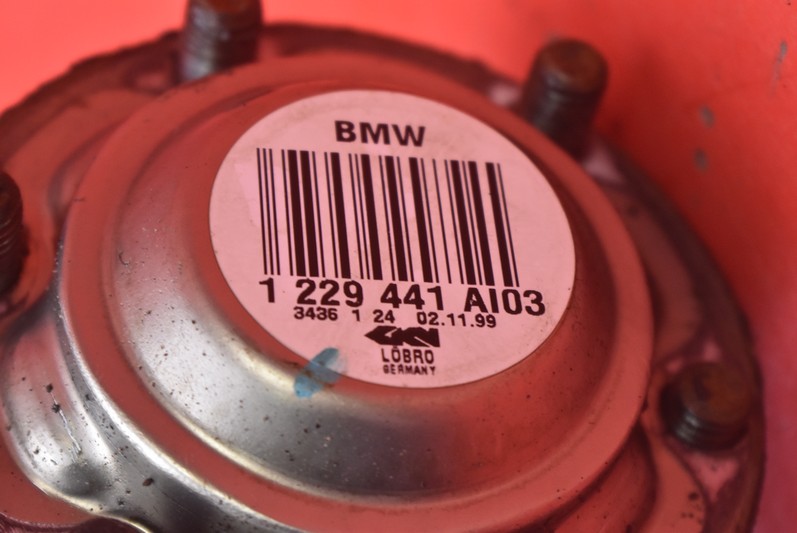 BMW
1 229 441 AI03
3436 1 24 02.11.99
GKN
LÖBRO
GERMANY